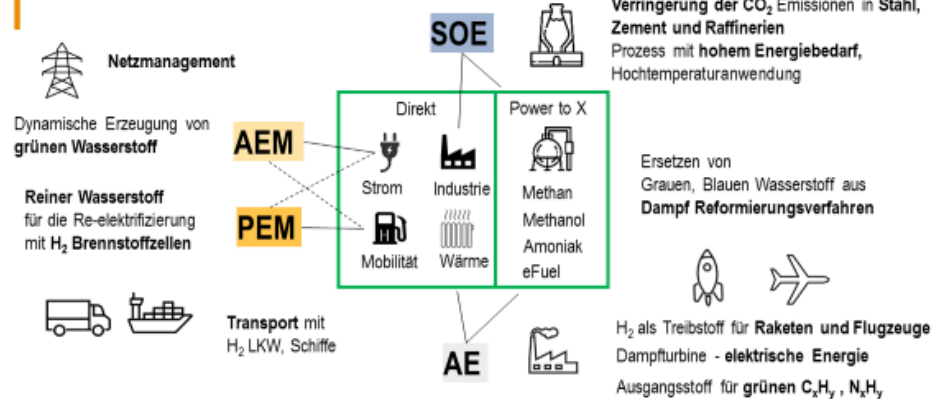 Verringerung der CO₂ Emissionen in Stahl,
Zement und Raffinerien
Prozess mit hohem Energiebedarf,
Hochtemperaturanwendung
SOE
Netzmanagement
Dynamische Erzeugung von
grünen Wasserstoff
AEM
Reiner Wasserstoff
für die Re-elektrifizierung
mit H₂ Brennstoffzellen
PEM
Direkt
Strom
Industrie
H
Mobilität
Wärme
Power to X
Methan
Methanol
Amoniak
eFuel
Ersetzen von
Grauen, Blauen Wasserstoff aus
Dampf Reformierungsverfahren
Transport mit
H₂ LKW, Schiffe
AE
H₂ als Treibstoff für Raketen und Flugzeuge
Dampfturbine - elektrische Energie
Ausgangsstoff für grünen CₓHᵧ , NₓHᵧ